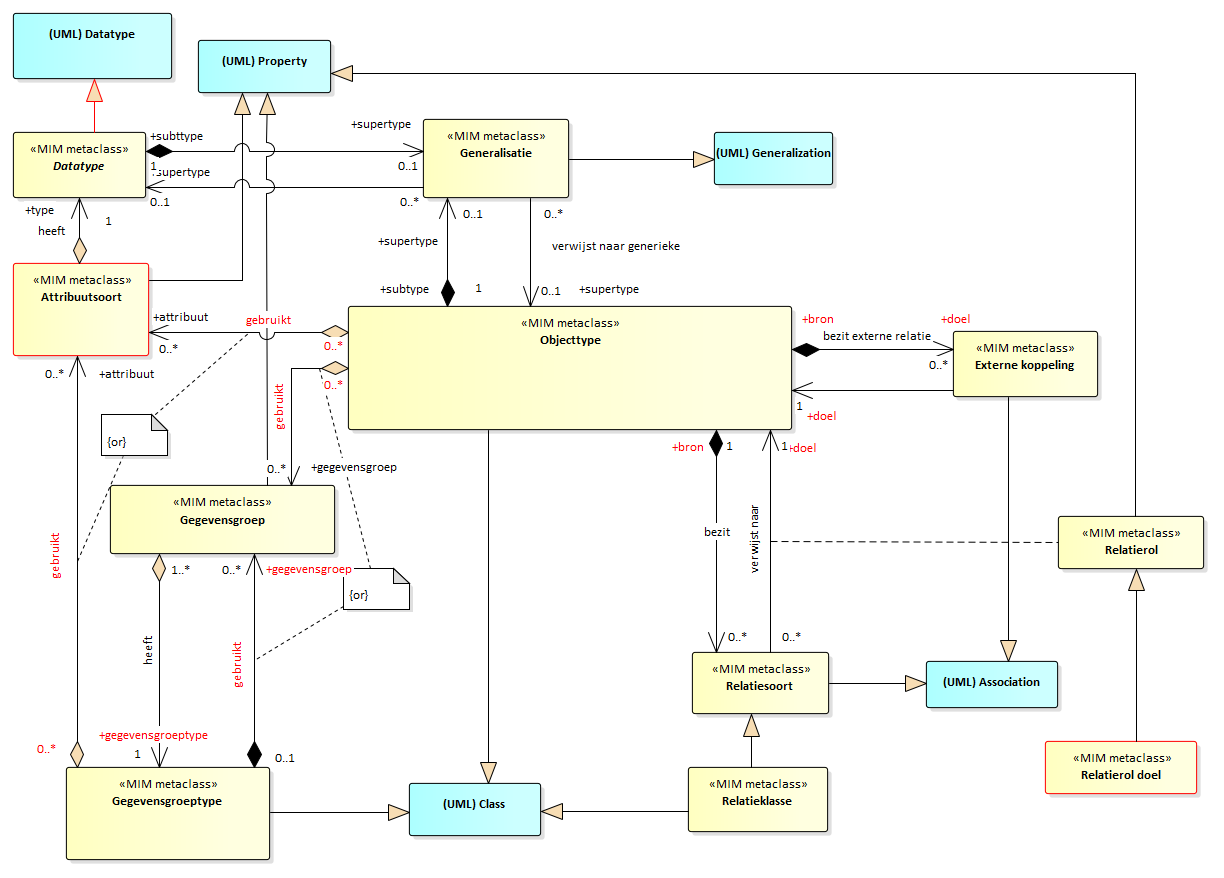 (UML) Datatype
(UML) Property
«MIM metaclass»
Datatype
+subttype
1
+supertype
0..1
supertype
0..1
0..*
«MIM metaclass»
Generalisatie
(UML) Generalization
+type
heeft
1
+supertype
0..1
0..*
verwijst naar generieke
+subtype
1
0..1
+supertype
«MIM metaclass»
Attribuutsoort
+attribuut
0..*
gebruikt
0..*
0..*
«MIM metaclass»
Objecttype
+bron
+doel
bezit externe relatie
0..*
1
+doel
«MIM metaclass»
Externe koppeling
0..*
+attribuut
{or}
gebruikt
0..*
+gegevensgroep
+bron
1
1
+doel
«MIM metaclass»
Gegevensgroep
bezit
verwijst naar
«MIM metaclass»
Relatierol
gebruikt
1..*
0..*
+gegevensgroep
{or}
heeft
gebruikt
0..*
0..*
«MIM metaclass»
Relatiesoort
(UML) Association
0..*
+gegevensgroeptype
1
0..1
«MIM metaclass»
Gegevensgroeptype
(UML) Class
«MIM metaclass»
Relatieklasse
«MIM metaclass»
Relatierol doel